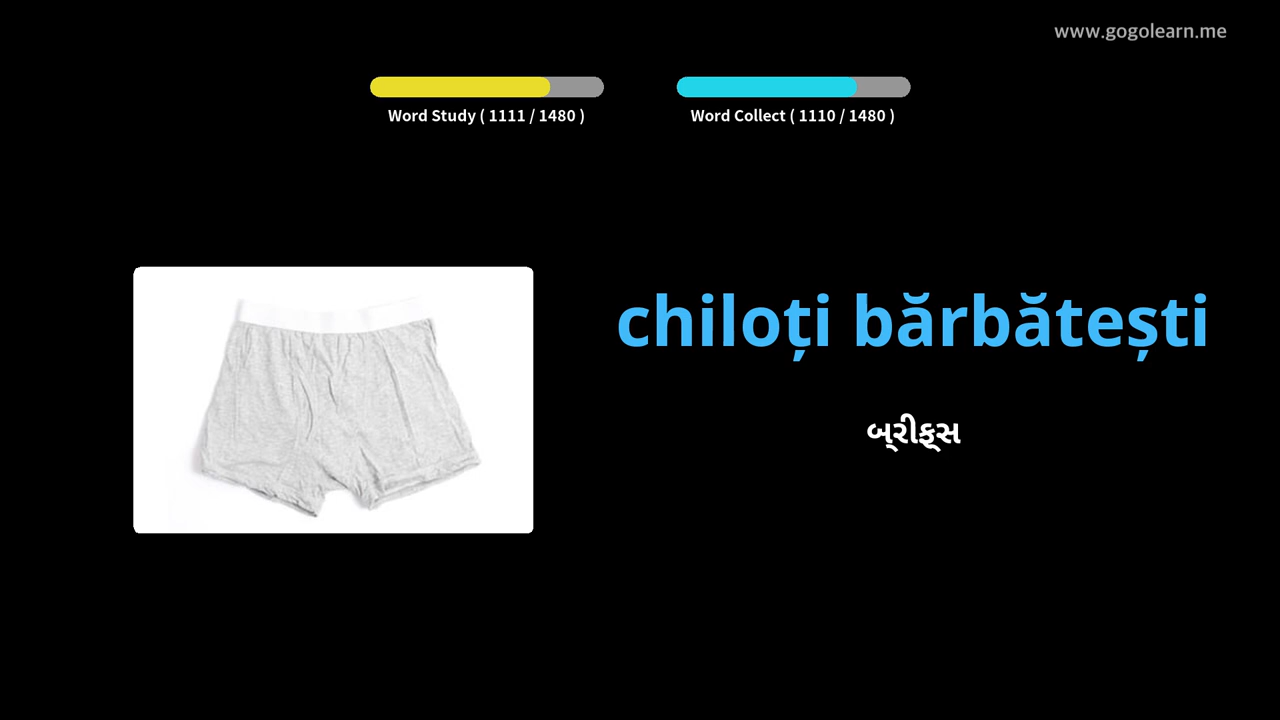 www.gogolearn.me
Word Study ( 1111 / 1480 )
Word Collect ( 1110 / 1480 )
chiloți bărbătești
બ્રીફ્સ